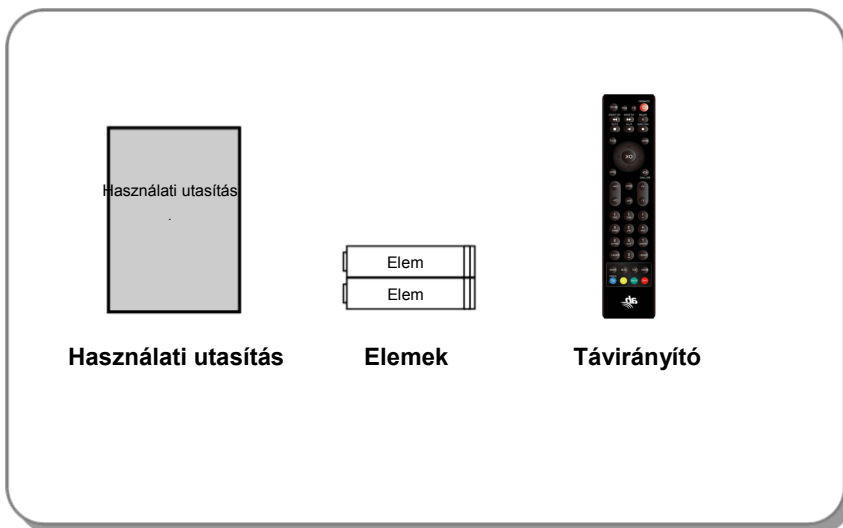 Használati utasítás
.
Elem
Elem
Használati utasítás
Elemek
Távirányító